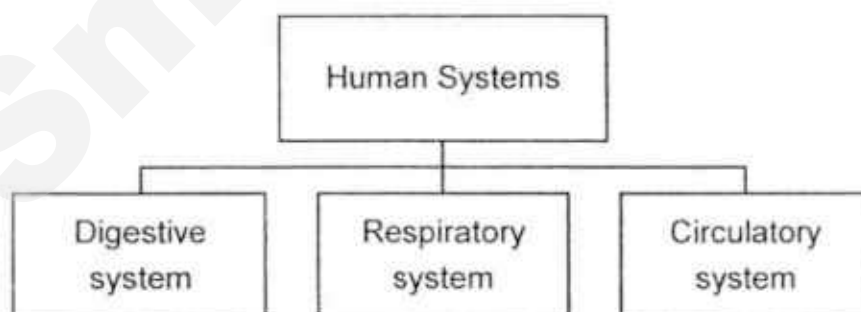 Human Systems
Digestive
system
Respiratory
system
Circulatory
system